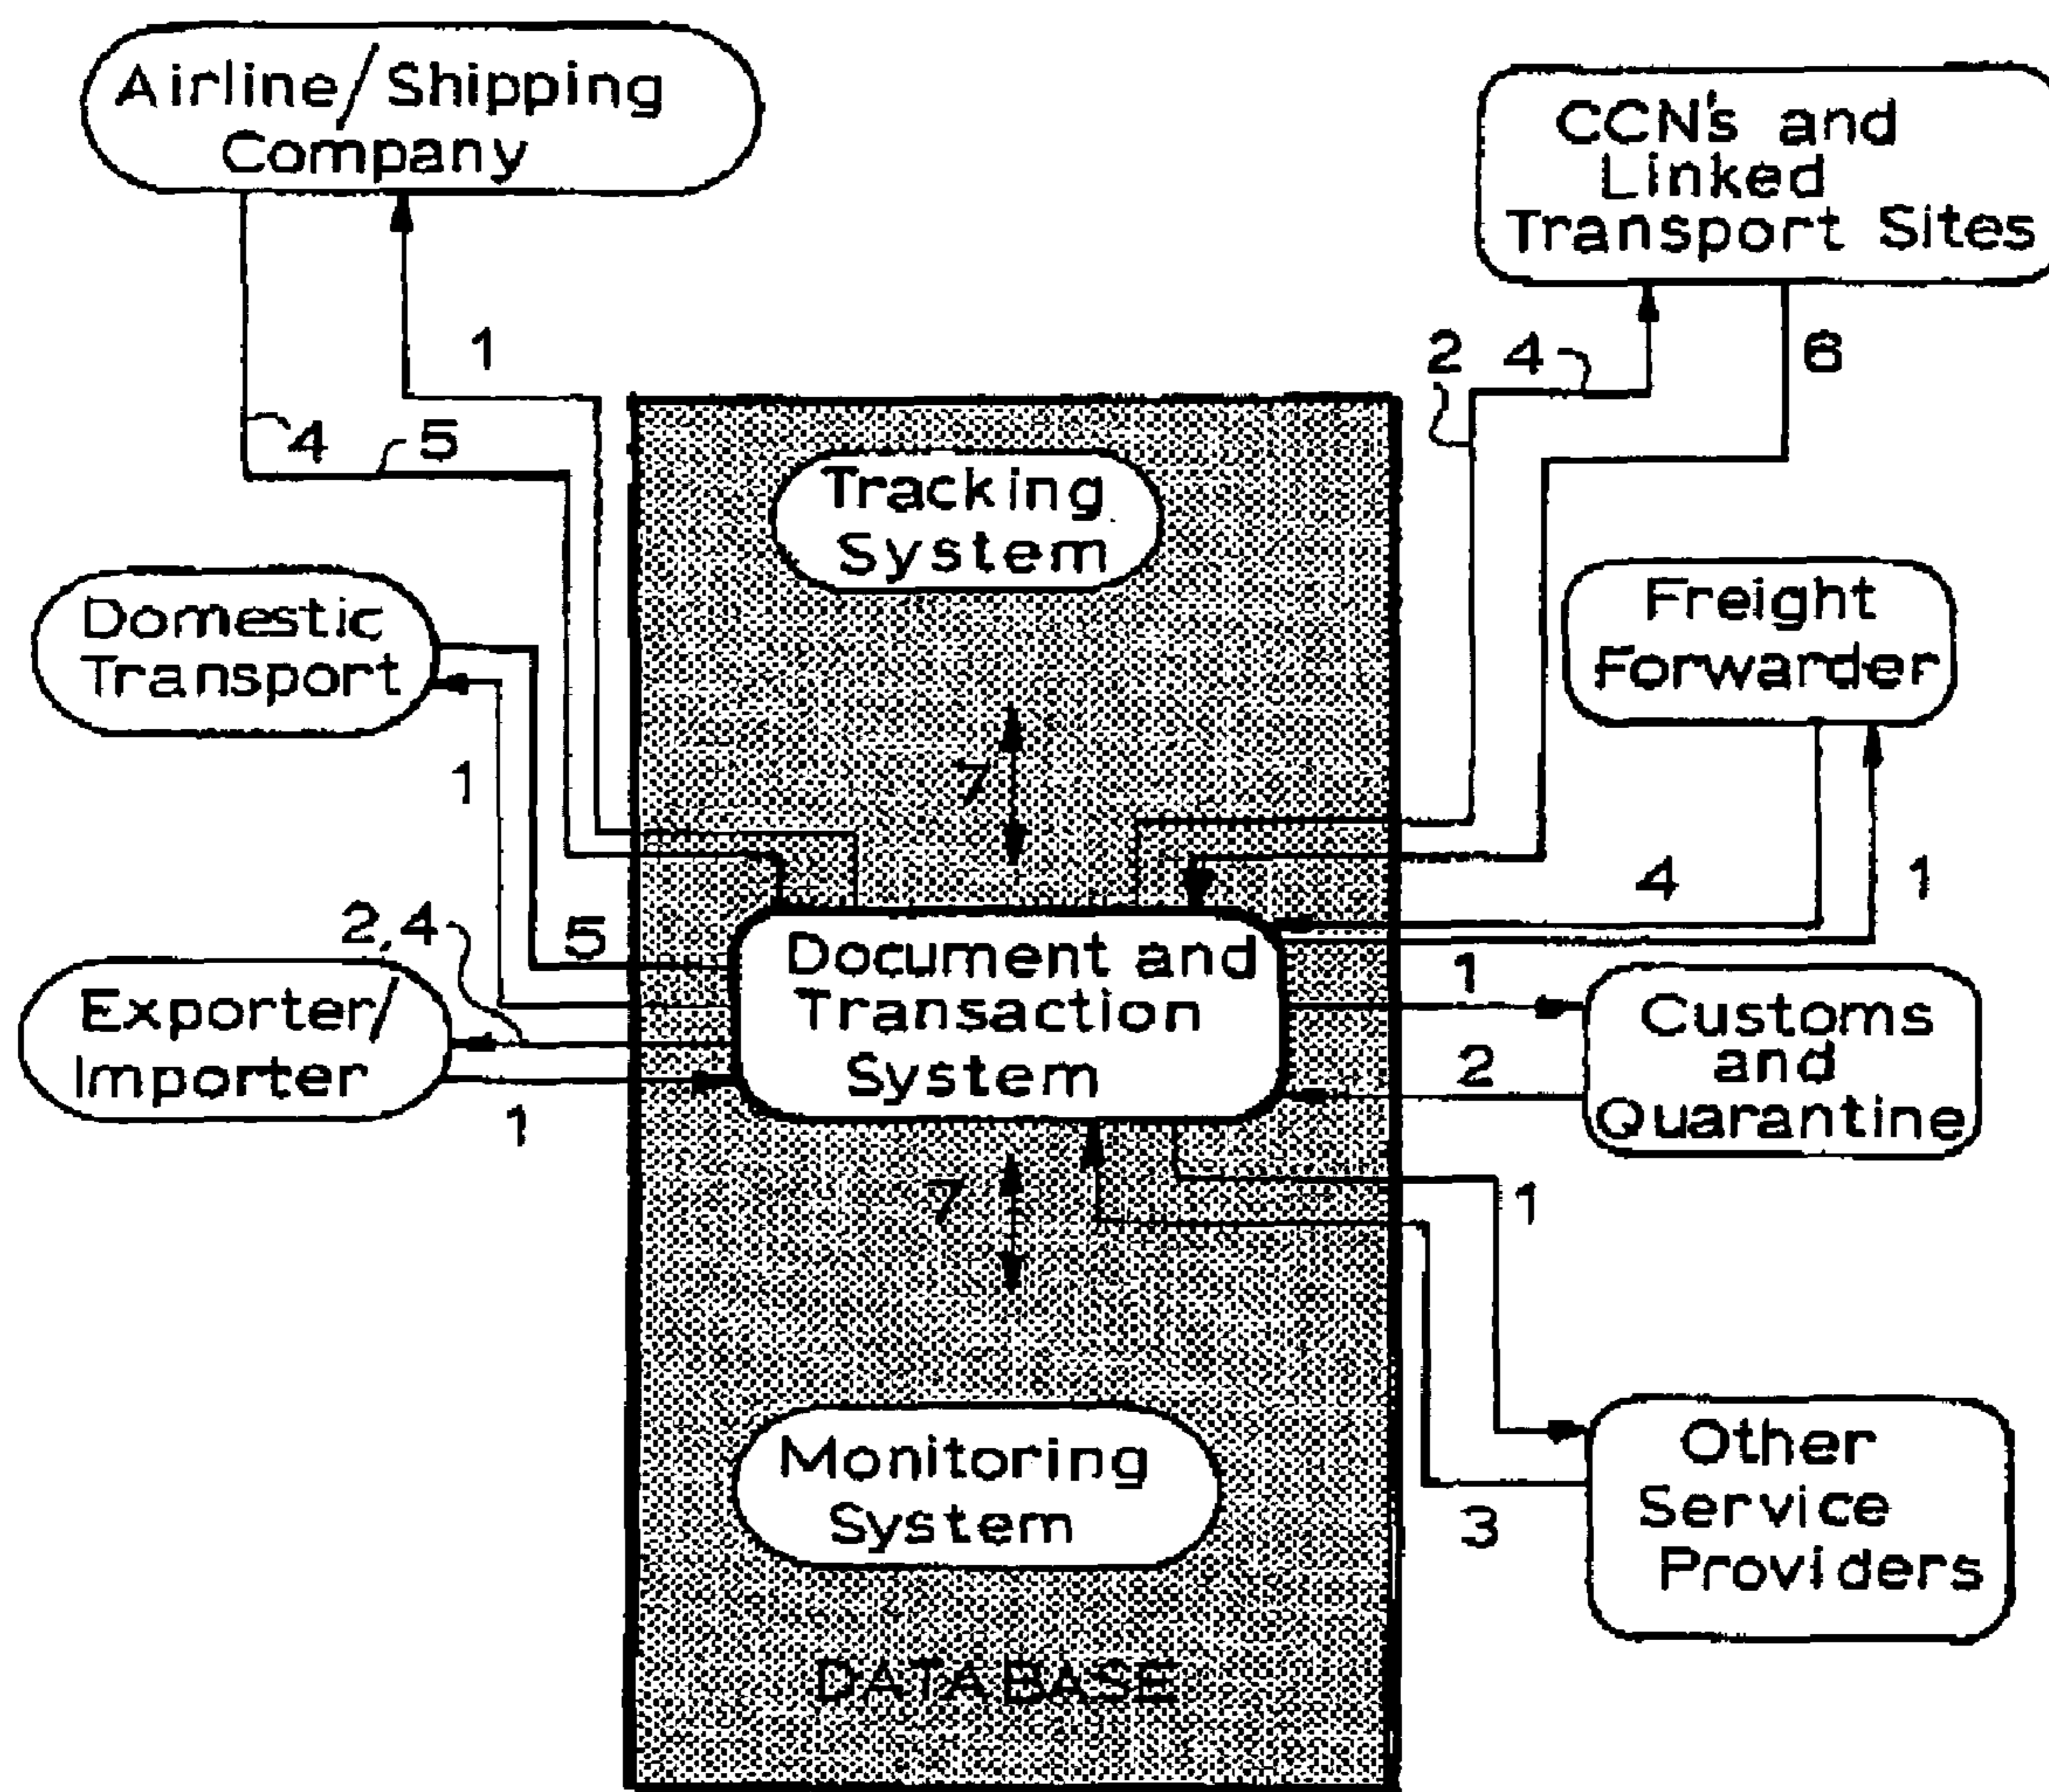 Airline/Shipping
Company
CCN's and
Linked
Transport Sites
1
2 4
6
4
5
Tracking
System
Freight
Forwarder
Domestic
Transport
1
7
4
1
2,4
5
Document and
Transaction
System
1
Customs
and
Quarantine
Exporter/
Importer
2
1
7
1
Other
Service
Providers
Monitoring
System
3
DATABASE